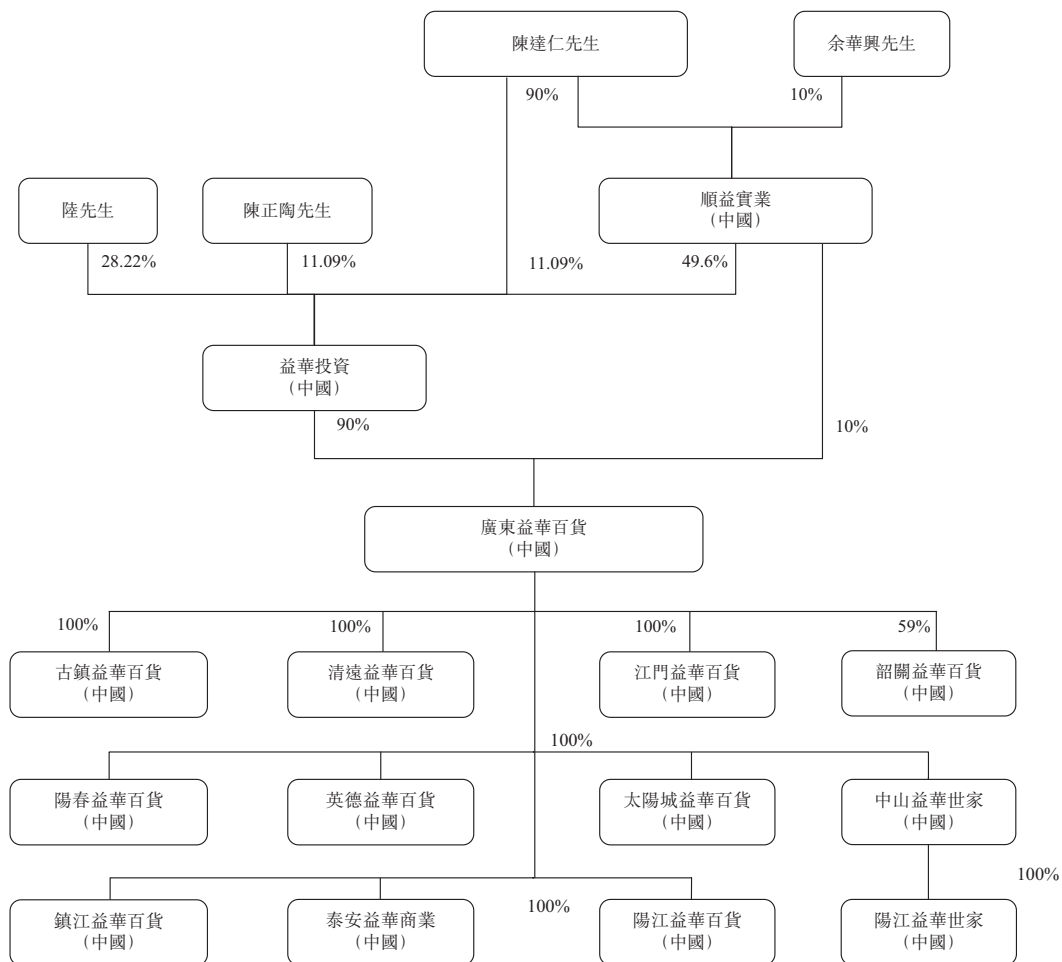 陳達仁先生
余華興先生
90%
10%
陸先生
陳正陶先生
順益實業
（中國）
28.22%
11.09%
11.09%
49.6%
益華投資
（中國）
90%
10%
廣東益華百貨
（中國）
100%
100%
100%
59%
古鎮益華百貨
（中國）
清遠益華百貨
（中國）
江門益華百貨
（中國）
韶關益華百貨
（中國）
100%
陽春益華百貨
（中國）
英德益華百貨
（中國）
太陽城益華百貨
（中國）
中山益華世家
（中國）
100%
100%
鎮江益華百貨
（中國）
泰安益華商業
（中國）
陽江益華百貨
（中國）
陽江益華世家
（中國）